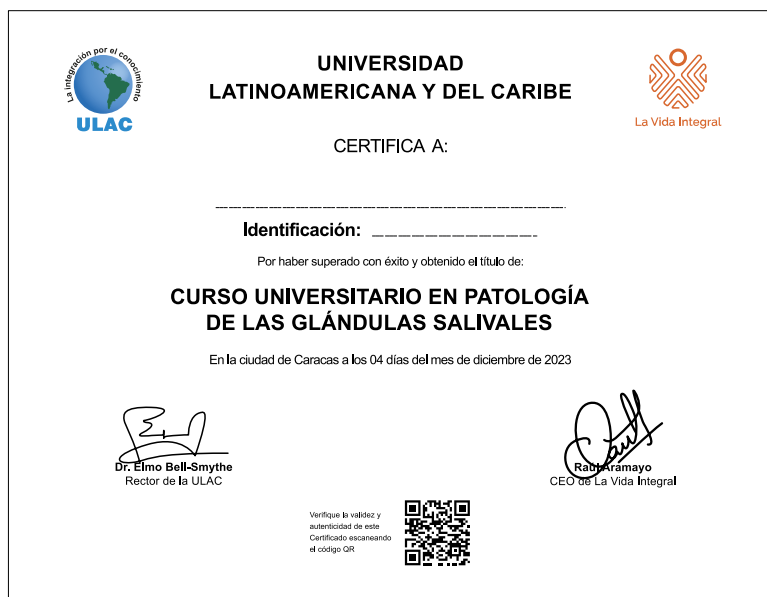 La integración por el conocimiento
ULAC
UNIVERSIDAD
LATINOAMERICANA Y DEL CARIBE
La Vida Integral
CERTIFICA A:
Identificación:
Por haber superado con éxito y obtenido el título de:
CURSO UNIVERSITARIO EN PATOLOGÍA
DE LAS GLÁNDULAS SALIVALES
En la ciudad de Caracas a los 04 días del mes de diciembre de 2023
Dr. Elmo Bell-Smythe
Rector de la ULAC
Raúl Aramayo
CEO de La Vida Integral
Verifique la validez y
autenticidad de este
Certificado escaneando
el código QR